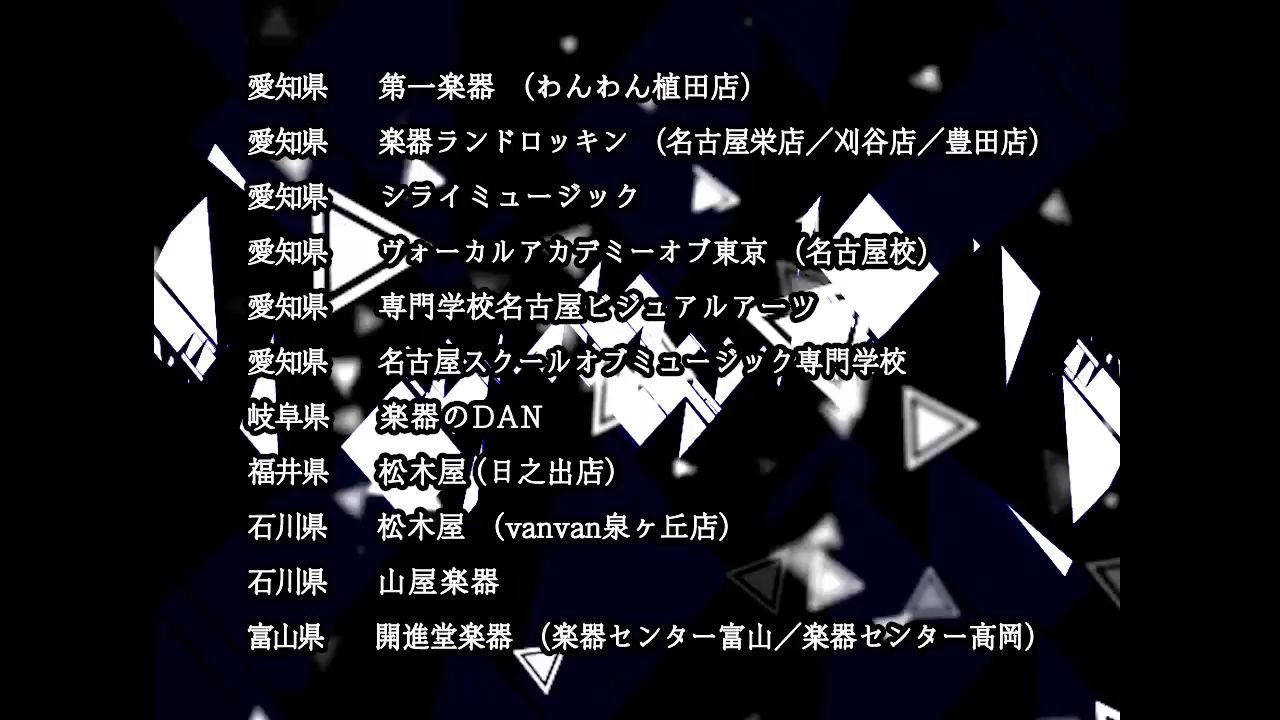 愛知県 第一楽器 （わんわん植田店）
愛知県 楽器ランドロッキン （名古屋栄店／刈谷店／豊田店）
愛知県 シライミュージック
愛知県 ヴォーカルアカデミーオブ東京 （名古屋校）
愛知県 専門学校名古屋ビジュアルアーツ
愛知県 名古屋スクールオブミュージック専門学校
岐阜県 楽器のDAN
福井県 松木屋（日之出店）
石川県 松木屋 （vanvan泉ヶ丘店）
石川県 山屋楽器
富山県 開進堂楽器 （楽器センター富山／楽器センター高岡）